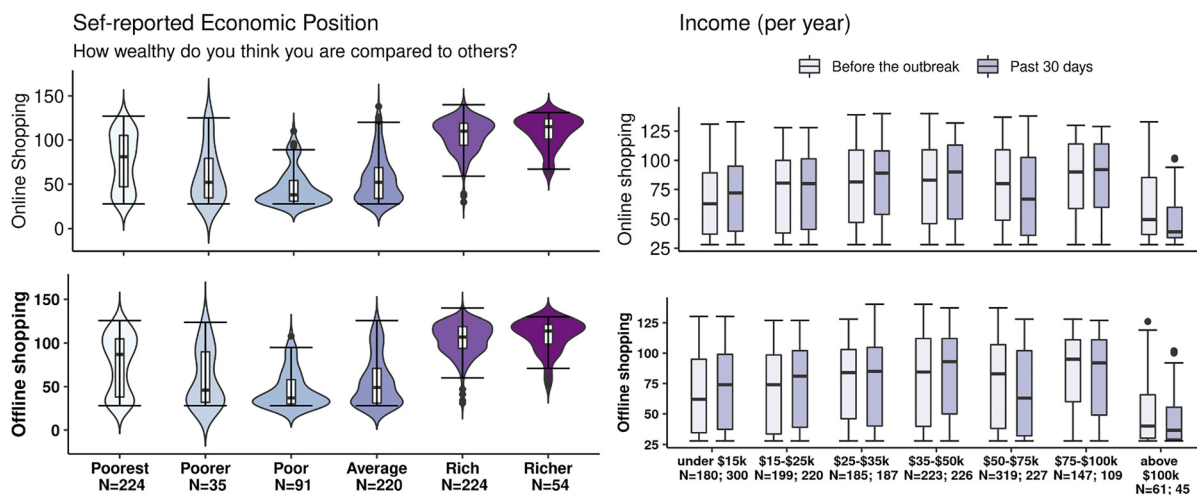 Sef-reported Economic Position
How wealthy do you think you are compared to others?
Online Shopping
150
100
50
0
Offline shopping
150
100
50
0
Poorest Poorer Poor Average Rich Richer
N=224 N=35 N=91 N=220 N=224 N=54
Income (per year)
Before the outbreak Past 30 days
Online shopping
125
100
75
50
25
Offline shopping
125
100
75
50
25
under $15k $15-$25k $25-$35k $35-$50k $50-$75k $75-$100k above
$100k
N=180; 300 N=199; 220 N=185; 187 N=223; 226 N=319; 227 N=147; 109
N=61; 45